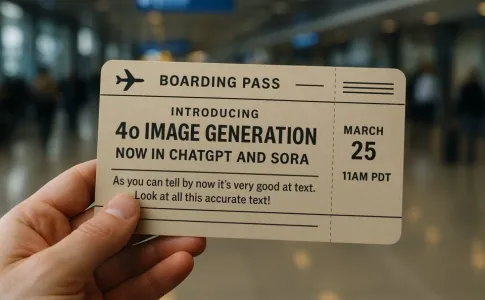 BOARDING PASS
INTRODUCING
4o IMAGE GENERATION
NOW IN CHATGPT AND SORA
As you can tell by now it's very good at text.
Look at all this accurate text!
MARCH
25
11AM PDT